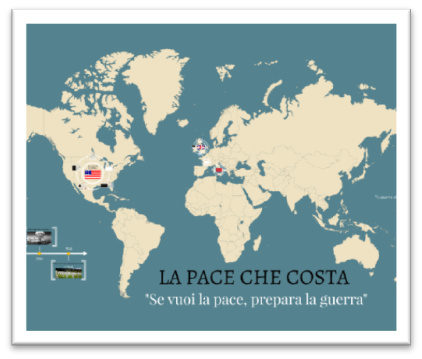 LA PACE CHE COSTA
"Se vuoi la pace, prepara la guerra"